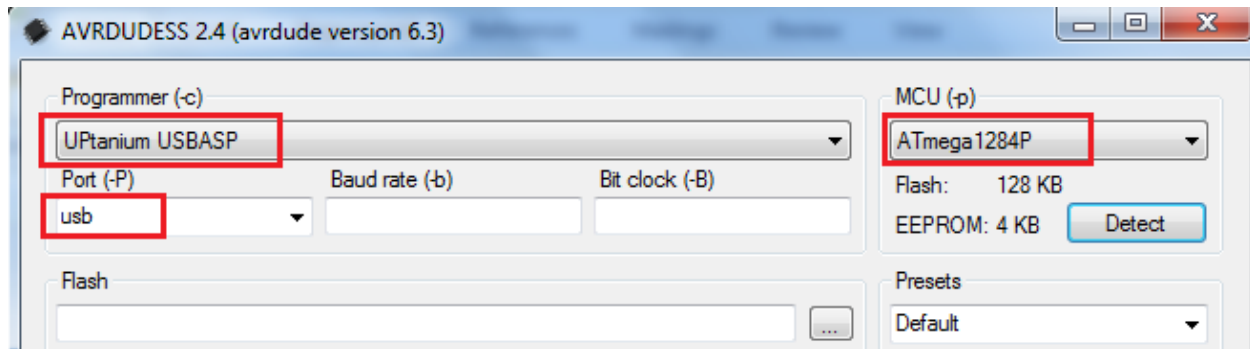 AVRDUDESS 2.4 (avrdude version 6.3)
Programmer (-c)
UPtanium USBASP
Port (-P) Baud rate (-b) Bit clock (-B)
usb
MCU (-p)
ATmega1284P
Flash: 128 KB
EEPROM: 4 KB Detect
Flash
...
Presets
Default